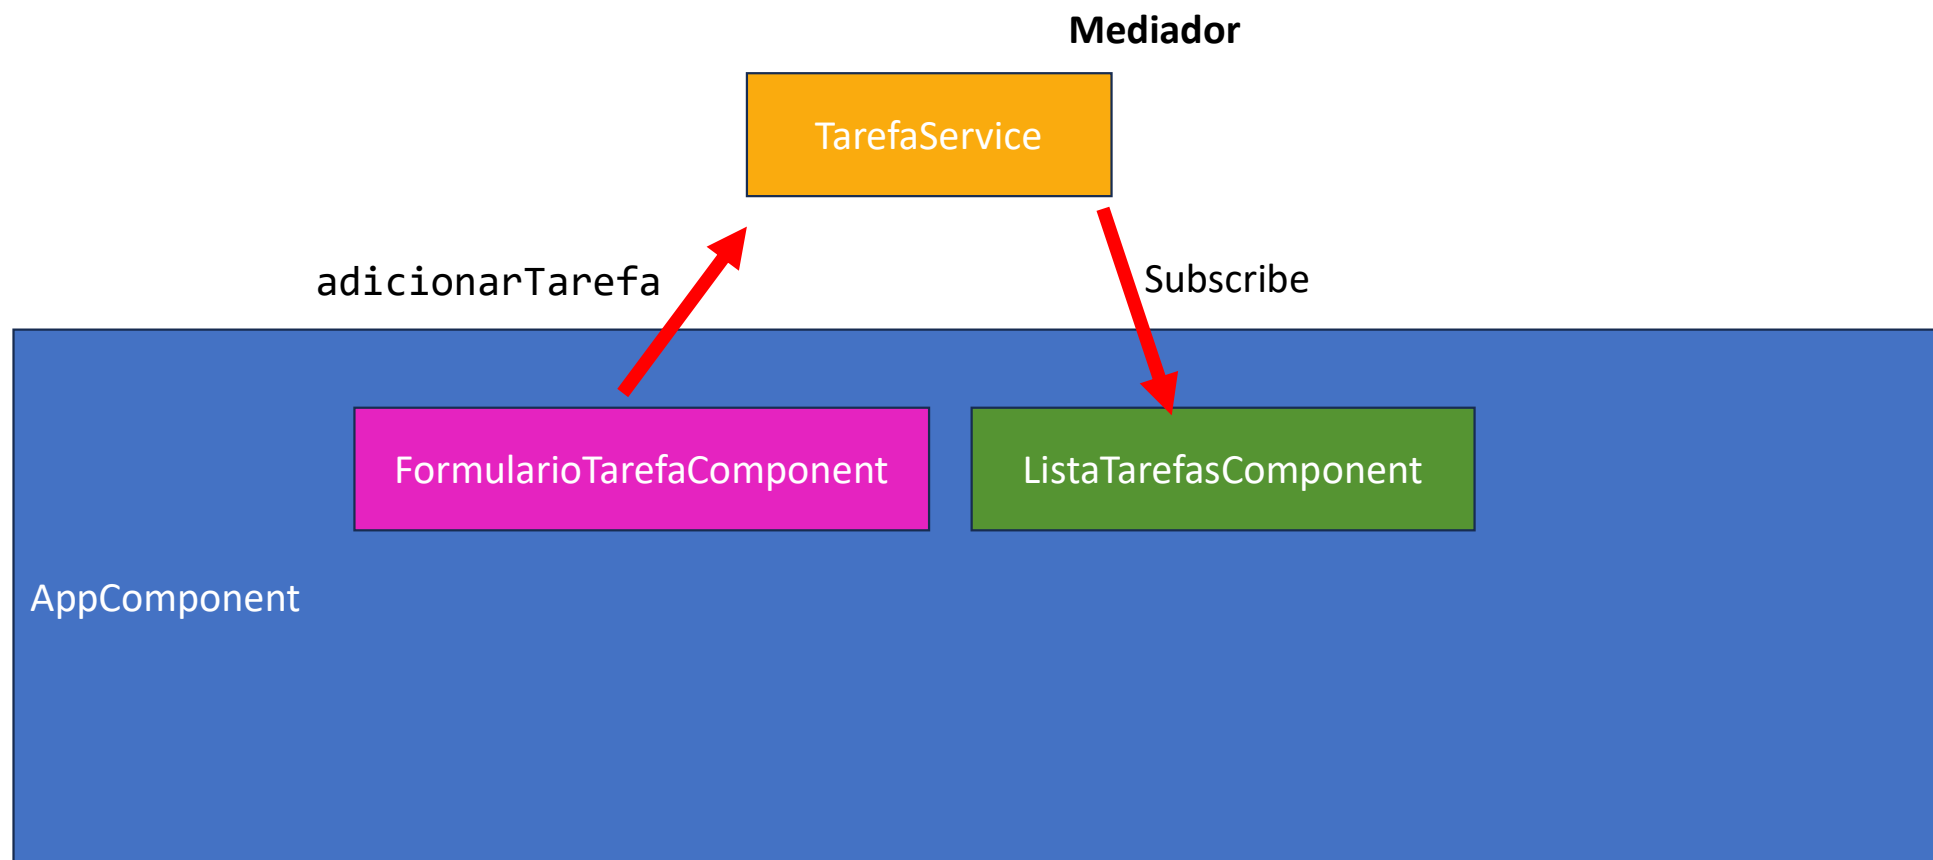 Mediador
TarefaService
adicionarTarefa
Subscribe
FormularioTarefaComponent
ListaTarefasComponent
AppComponent